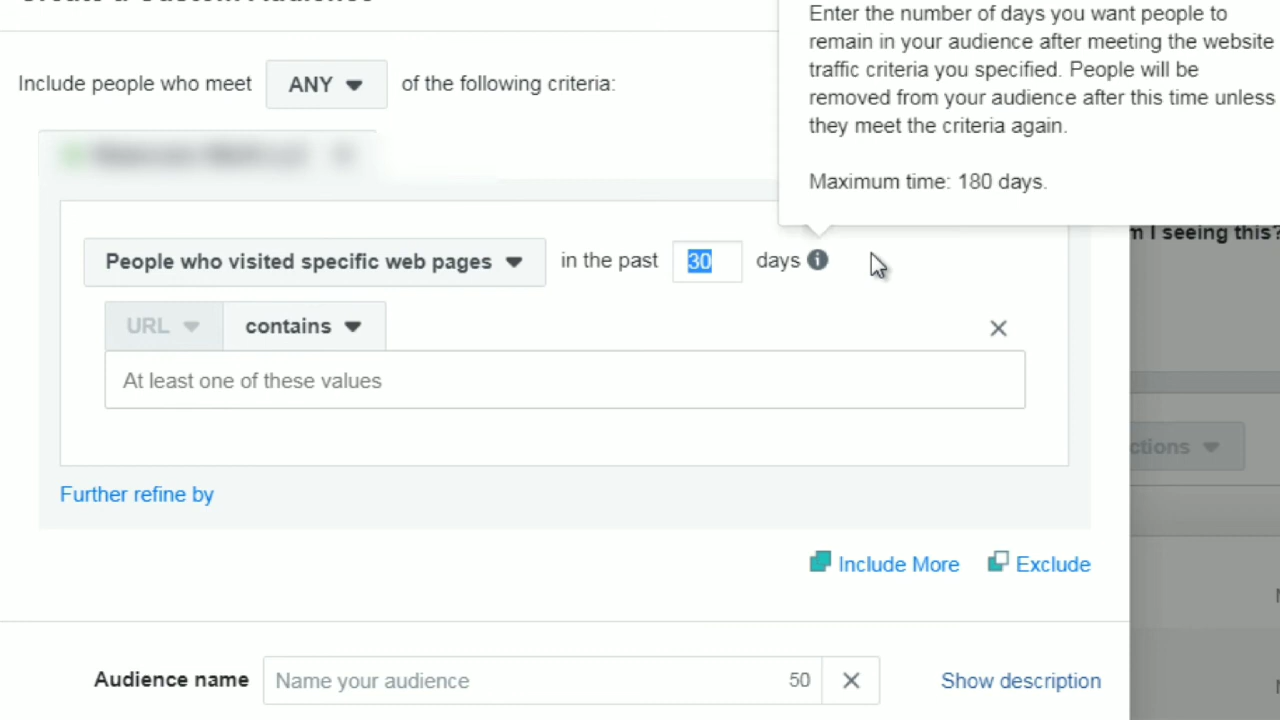 Enter the number of days you want people to
remain in your audience after meeting the website
traffic criteria you specified. People will be
removed from your audience after this time unless
they meet the criteria again.
Maximum time: 180 days.
Include people who meet ANY of the following criteria:
m I seeing this?
People who visited specific web pages in the past 30 days
URL contains
At least one of these values
ctions
Further refine by
Include More Exclude
Audience name Name your audience 50 Show description